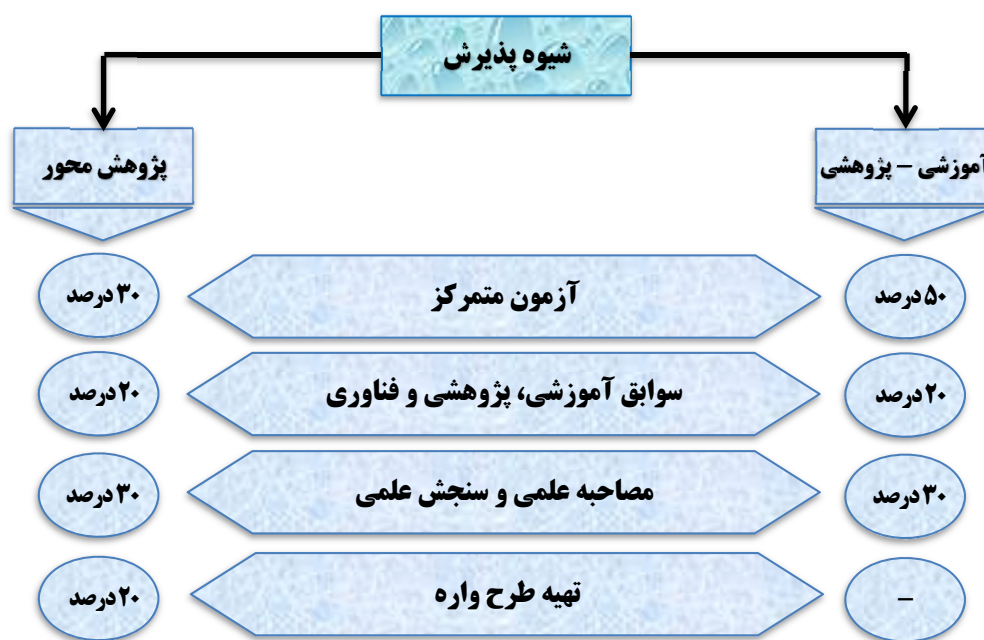 شیوه پذیرش
آموزشی – پژوهشی
پژوهش محور
۵۰ درصد
آزمون متمرکز
۳۰ درصد
۲۰ درصد
سوابق آموزشی، پژوهشی و فناوری
۲۰ درصد
۳۰ درصد
مصاحبه علمی و سنجش علمی
۳۰ درصد
–
تهیه طرح واره
۲۰ درصد